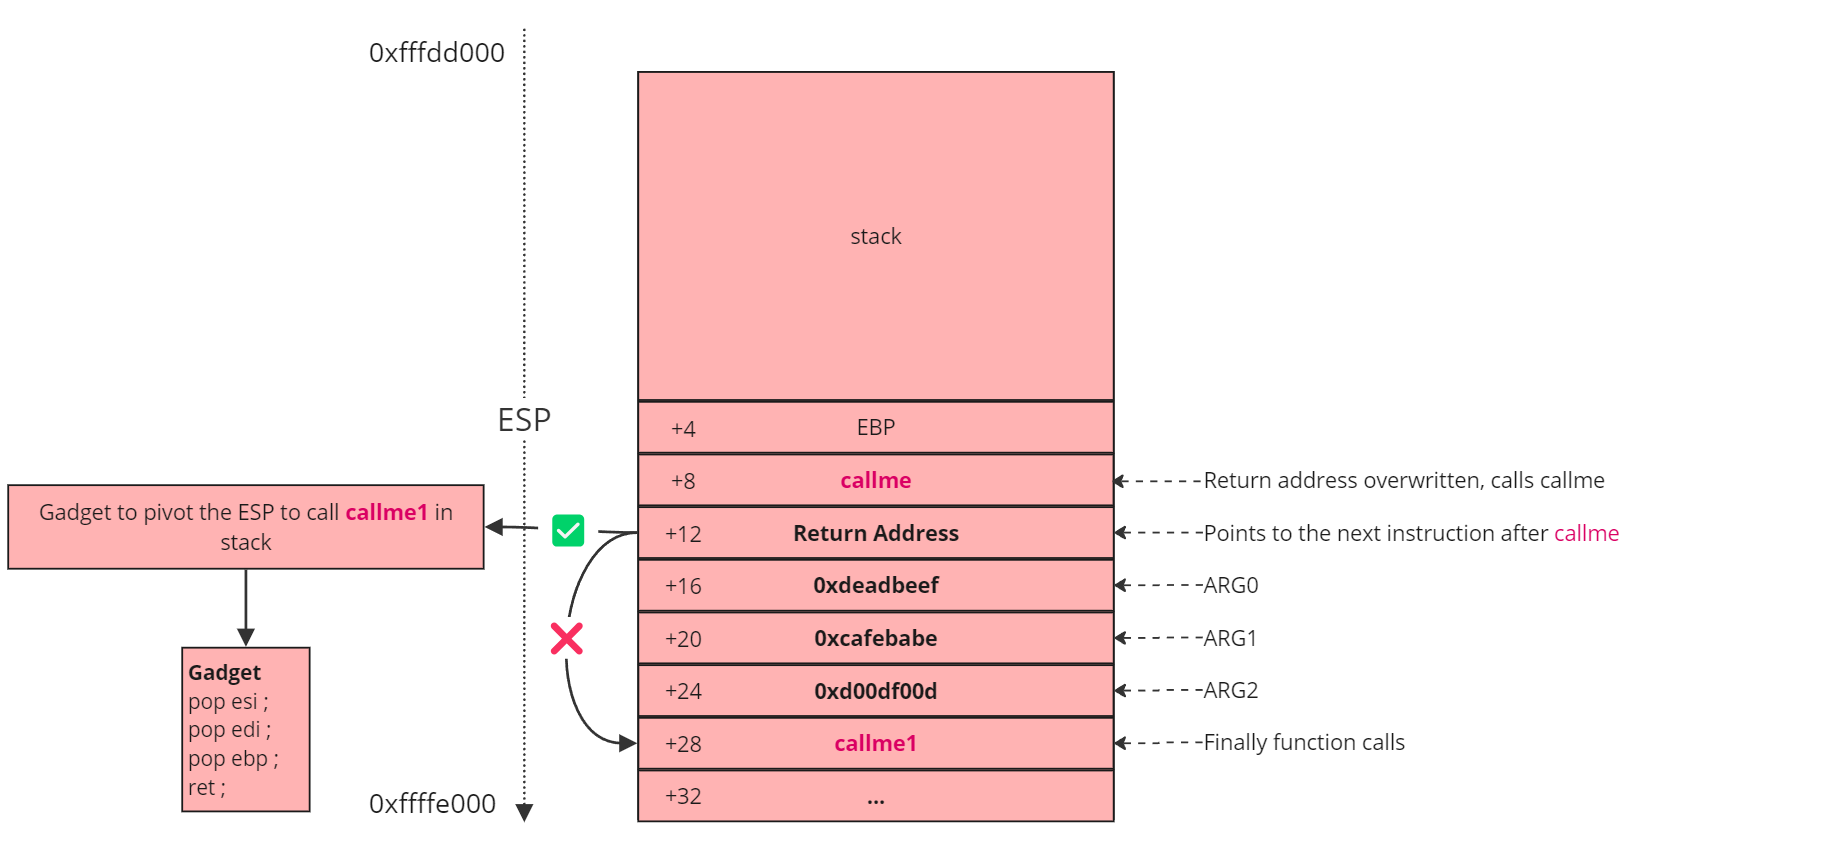 0xfffdd000
stack
ESP
+4 EBP
+8 callme
Return address overwritten, calls callme
Gadget to pivot the ESP to call callme1 in
stack
+12 Return Address
Points to the next instruction after callme
+16 0xdeadbeef
ARG0
+20 0xcafebabe
ARG1
Gadget
pop esi ;
pop edi ;
pop ebp ;
ret ;
+24 0xd00df00d
ARG2
+28 callme1
Finally function calls
0xffffe000
+32 ...